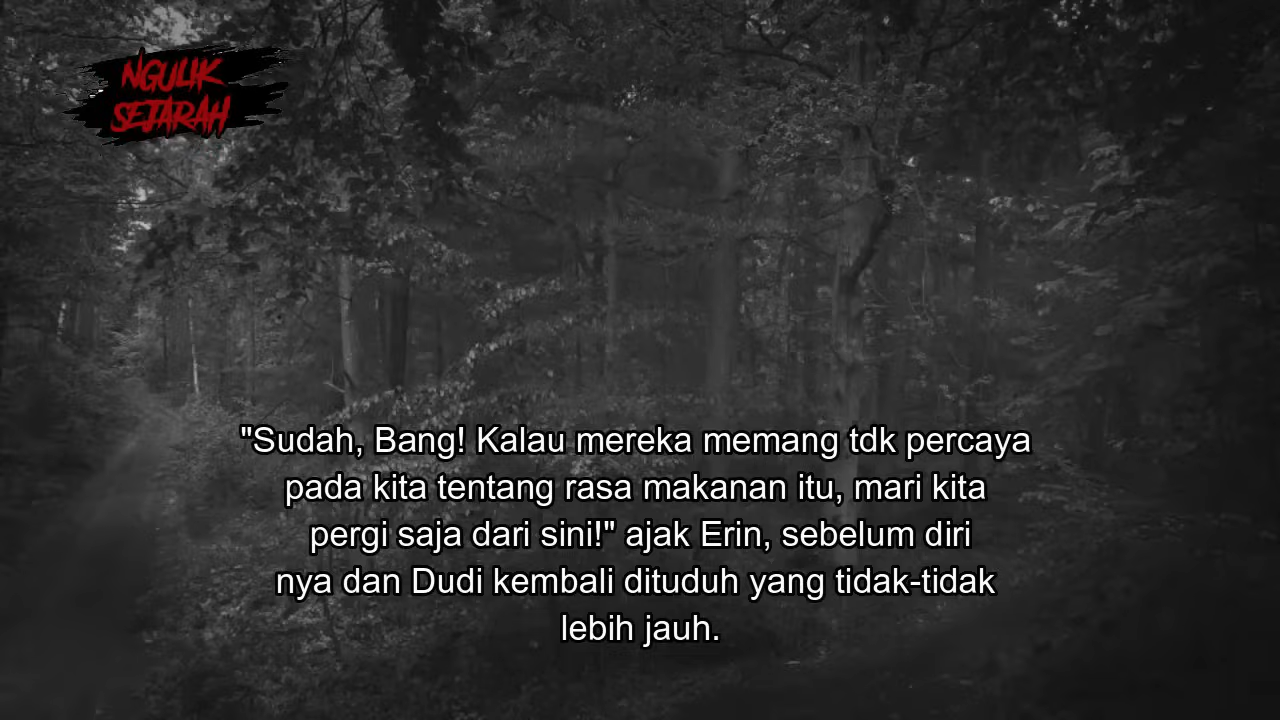 NGULIK
SEJARAH
"Sudah, Bang! Kalau mereka memang tdk percaya
pada kita tentang rasa makanan itu, mari kita
pergi saja dari sini!" ajak Erin, sebelum diri
nya dan Dudi kembali dituduh yang tidak-tidak
lebih jauh.